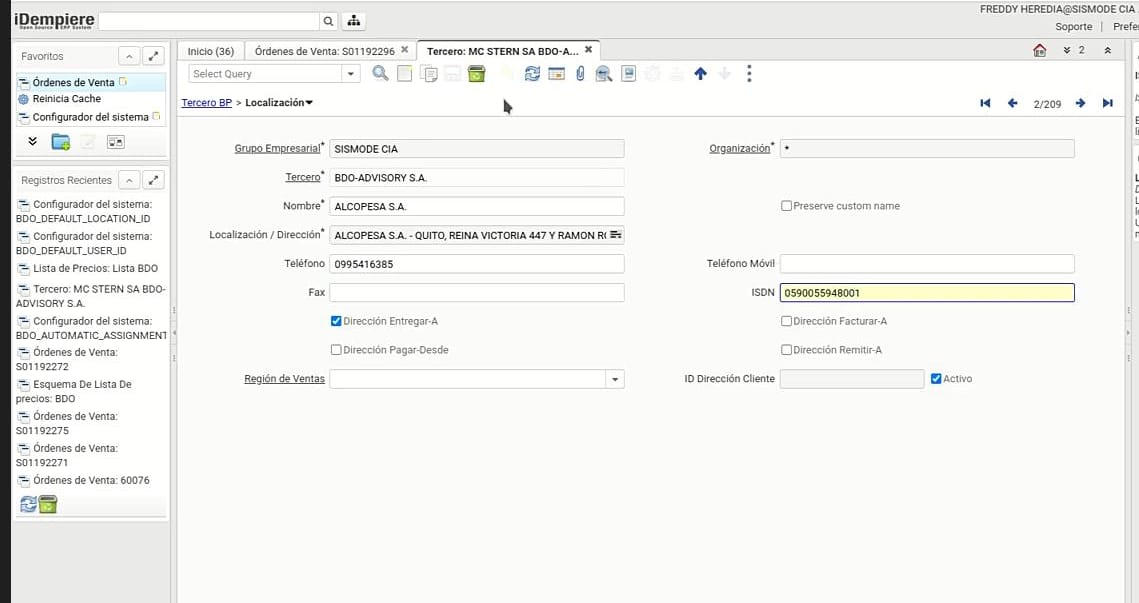 iDempiere
Open Source ERP System
FREDDY HEREDIA@SISMODE CIA
Soporte | Prefe
Favoritos
Órdenes de Venta
Reinicia Cache
Configurador del sistema
Registros Recientes
Configurador del sistema:
BDO_DEFAULT_LOCATION_ID
Configurador del sistema:
BDO_DEFAULT_USER_ID
Lista de Precios: Lista BDO
Tercero: MC STERN SA BDO-
ADVISORY S.A.
Configurador del sistema:
BDO_AUTOMATIC_ASSIGNMENT
Órdenes de Venta:
S01192272
Esquema De Lista De
precios: BDO
Órdenes de Venta:
S01192275
Órdenes de Venta:
S01192271
Órdenes de Venta: 60076
Inicio (36)
Órdenes de Venta: S01192296
Tercero: MC STERN SA BDO-A...
2
Select Query
Tercero BP > Localización
2/209
Grupo Empresarial* SISMODE CIA
Organización* *
Tercero* BDO-ADVISORY S.A.
Nombre* ALCOPESA S.A.
Preserve custom name
Localización / Dirección* ALCOPESA S.A. - QUITO, REINA VICTORIA 447 Y RAMON R
Teléfono 0995416385
Teléfono Móvil
Fax
ISDN 0590055948001
Dirección Entregar-A
Dirección Facturar-A
Dirección Pagar-Desde
Dirección Remitir-A
Región de Ventas
ID Dirección Cliente
Activo